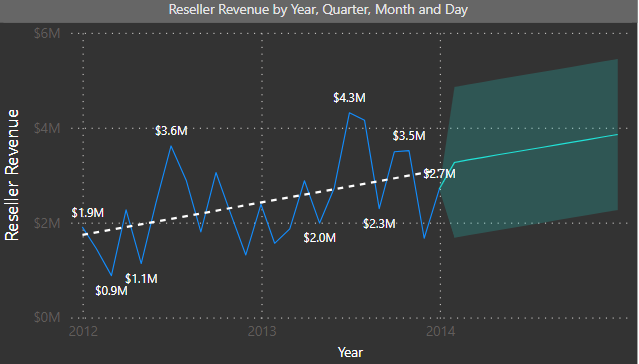 Reseller Revenue by Year, Quarter, Month and Day
$6M
$4M
$2M
$0M
Reseller Revenue
$1.9M
$0.9M
$1.1M
$3.6M
$2.0M
$4.3M
$2.3M
$3.5M
$2.7M
2012
2013
2014
Year